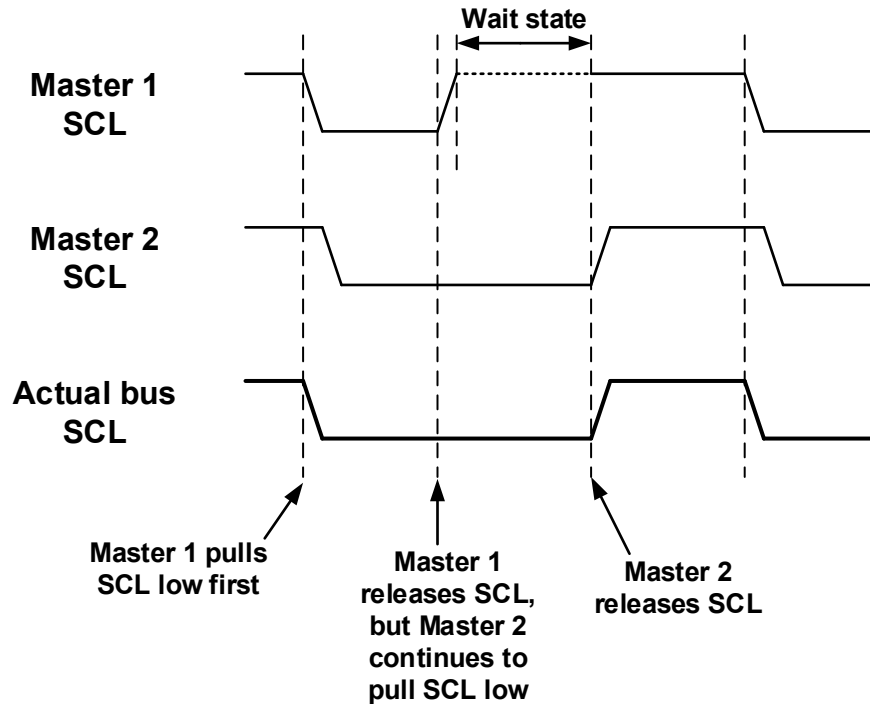 Wait state
Master 1
SCL
Master 2
SCL
Actual bus
SCL
Master 1 pulls
SCL low first
Master 1
releases SCL,
but Master 2
continues to
pull SCL low
Master 2
releases SCL